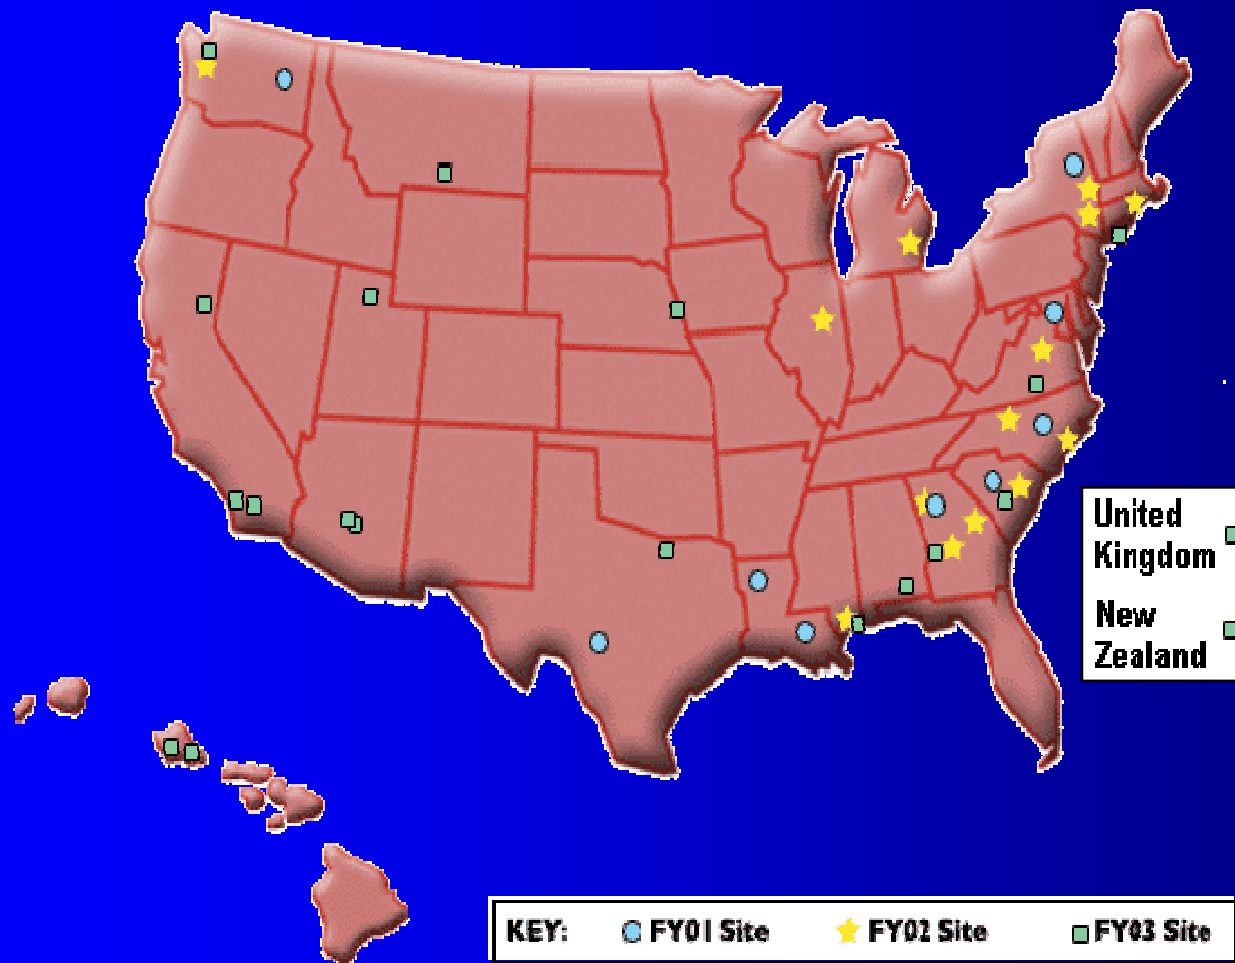 United
Kingdom
New
Zealand
KEY: FY01 Site FY02 Site FY03 Site